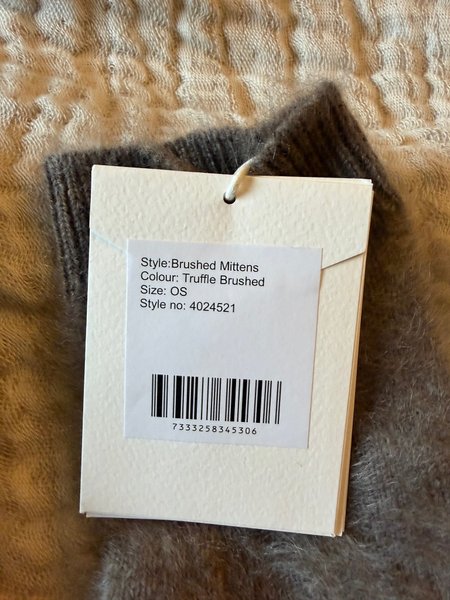 Style:Brushed Mittens
Colour: Truffle Brushed
Size: OS
Style no: 4024521
7333258345306